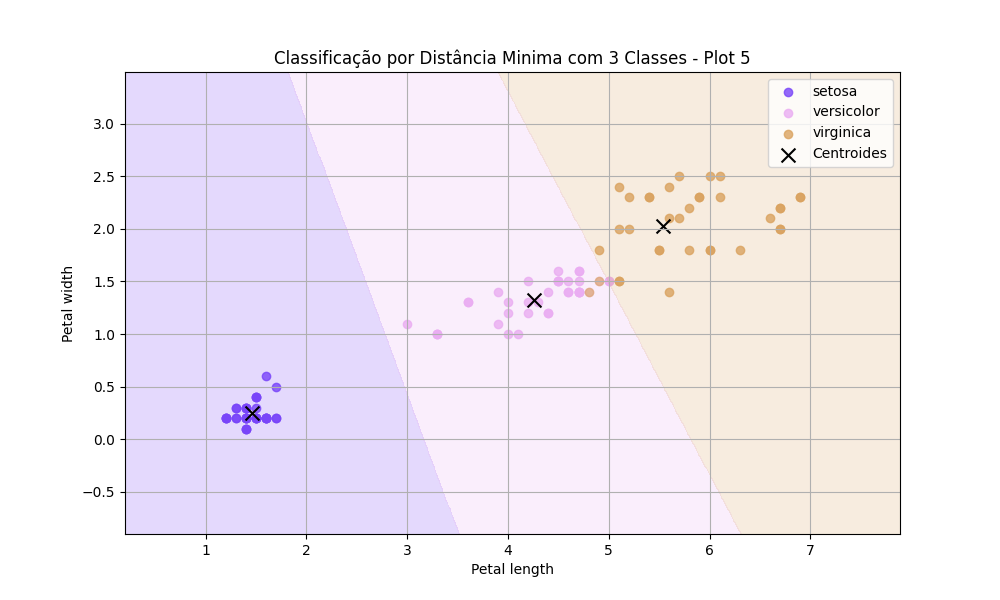 Classificação por Distância Minima com 3 Classes - Plot 5
setosa
versicolor
virginica
Centroides
3.0
2.5
2.0
1.5
1.0
0.5
0.0
−0.5
Petal width
1 2 3 4 5 6 7
Petal length